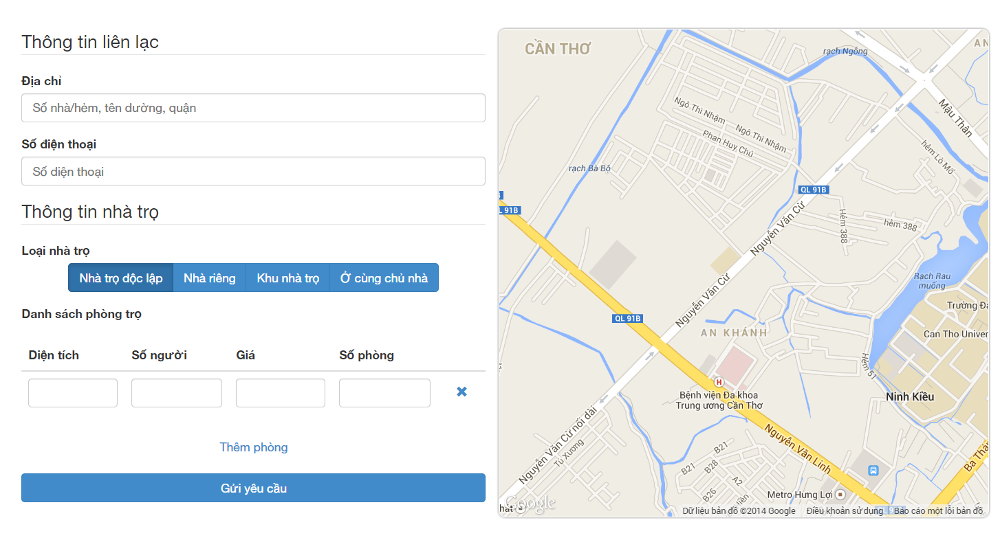 Thông tin liên lạc
Địa chỉ
Số nhà/hẻm, tên dường, quận
Số điện thoại
Số diện thoại
Thông tin nhà trọ
Loại nhà trọ
Nhà trọ dộc lập
Nhà riêng
Khu nhà trọ
Ở cùng chủ nhà
Danh sách phòng trọ
Diện tích
Số người
Giá
Số phòng
Thêm phòng
Gửi yêu cầu
CẦN THƠ
rạch Ngỗng
AN
Mậu Thân
Ngô Thì Nhậm
Ngô Thì Nhậm
Phan Huy Chú
hẻm Lò Mổ
rạch Bà Bộ
QL 91B
L 91B
Nguyễn Văn Cừ
Hẻm 388
hẻm 388
Rạch Rau
muống
Nguyễn Văn Cừ
Trường Đạ
QL 91B
AN KHÁNH
Can Tho Univer
Hẻm 51
Bệnh viện Đa khoa
Trung ương Cần Thơ
Ninh Kiều
Nguyễn Văn Cừ nối dài
Tú Xương
B21
B21
B28
A2
B26
Nguyễn Văn Linh
Ba Thá
Metro Hưng Lợi
Google
Dữ liệu bản đồ ©2014 Google
Điều khoản sử dụng
Báo cáo một lỗi bản đồ